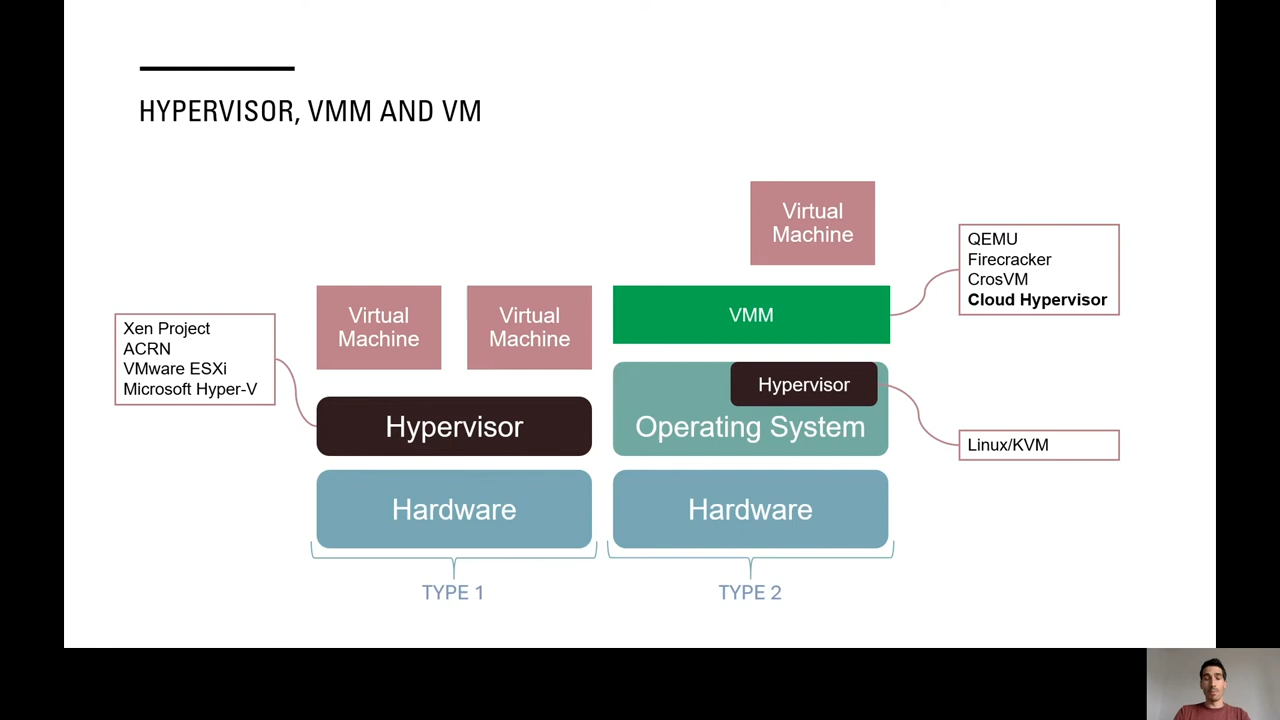 HYPERVISOR, VMM AND VM
Virtual
Machine
QEMU
Firecracker
CrosVM
Cloud Hypervisor
Virtual
Machine
Virtual
Machine
VMM
Xen Project
ACRN
VMware ESXi
Microsoft Hyper-V
Hypervisor
Hypervisor
Operating System
Linux/KVM
Hardware
Hardware
TYPE 1
TYPE 2